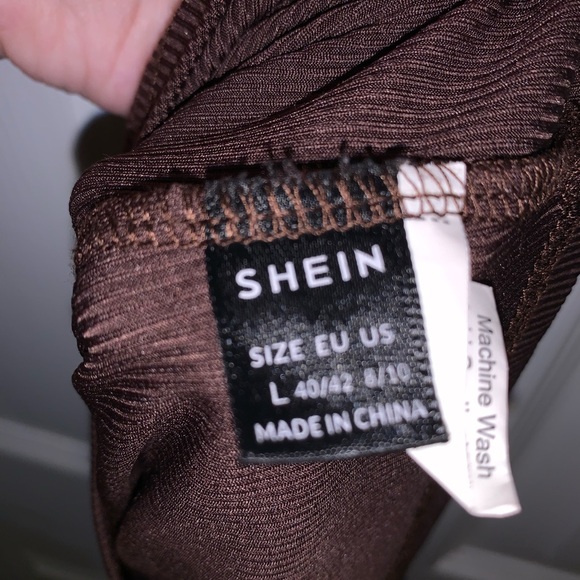 SHEIN
SIZE EU US
L 40/42 8/10
MADE IN CHINA
Machine Wash